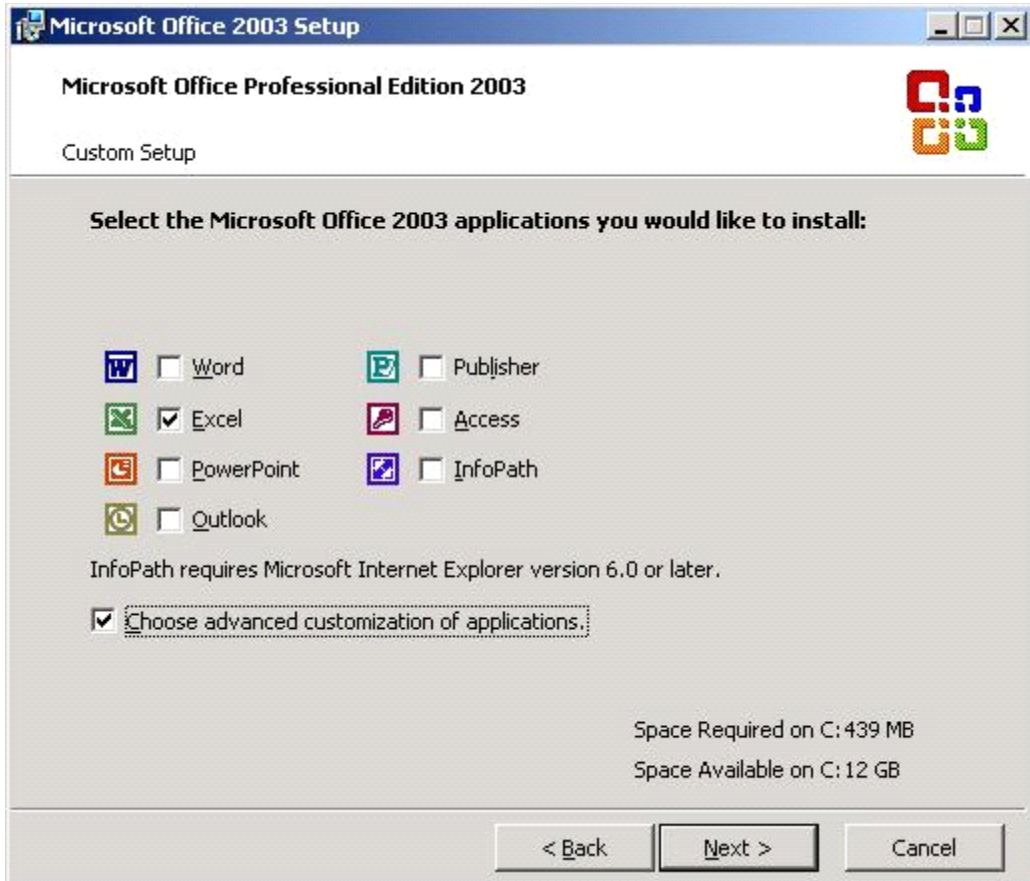 Microsoft Office 2003 Setup
Microsoft Office Professional Edition 2003
Custom Setup
Select the Microsoft Office 2003 applications you would like to install:
Word
Publisher
Excel
Access
PowerPoint
InfoPath
Outlook
InfoPath requires Microsoft Internet Explorer version 6.0 or later.
Choose advanced customization of applications.
Space Required on C: 439 MB
Space Available on C: 12 GB
< Back
Next >
Cancel